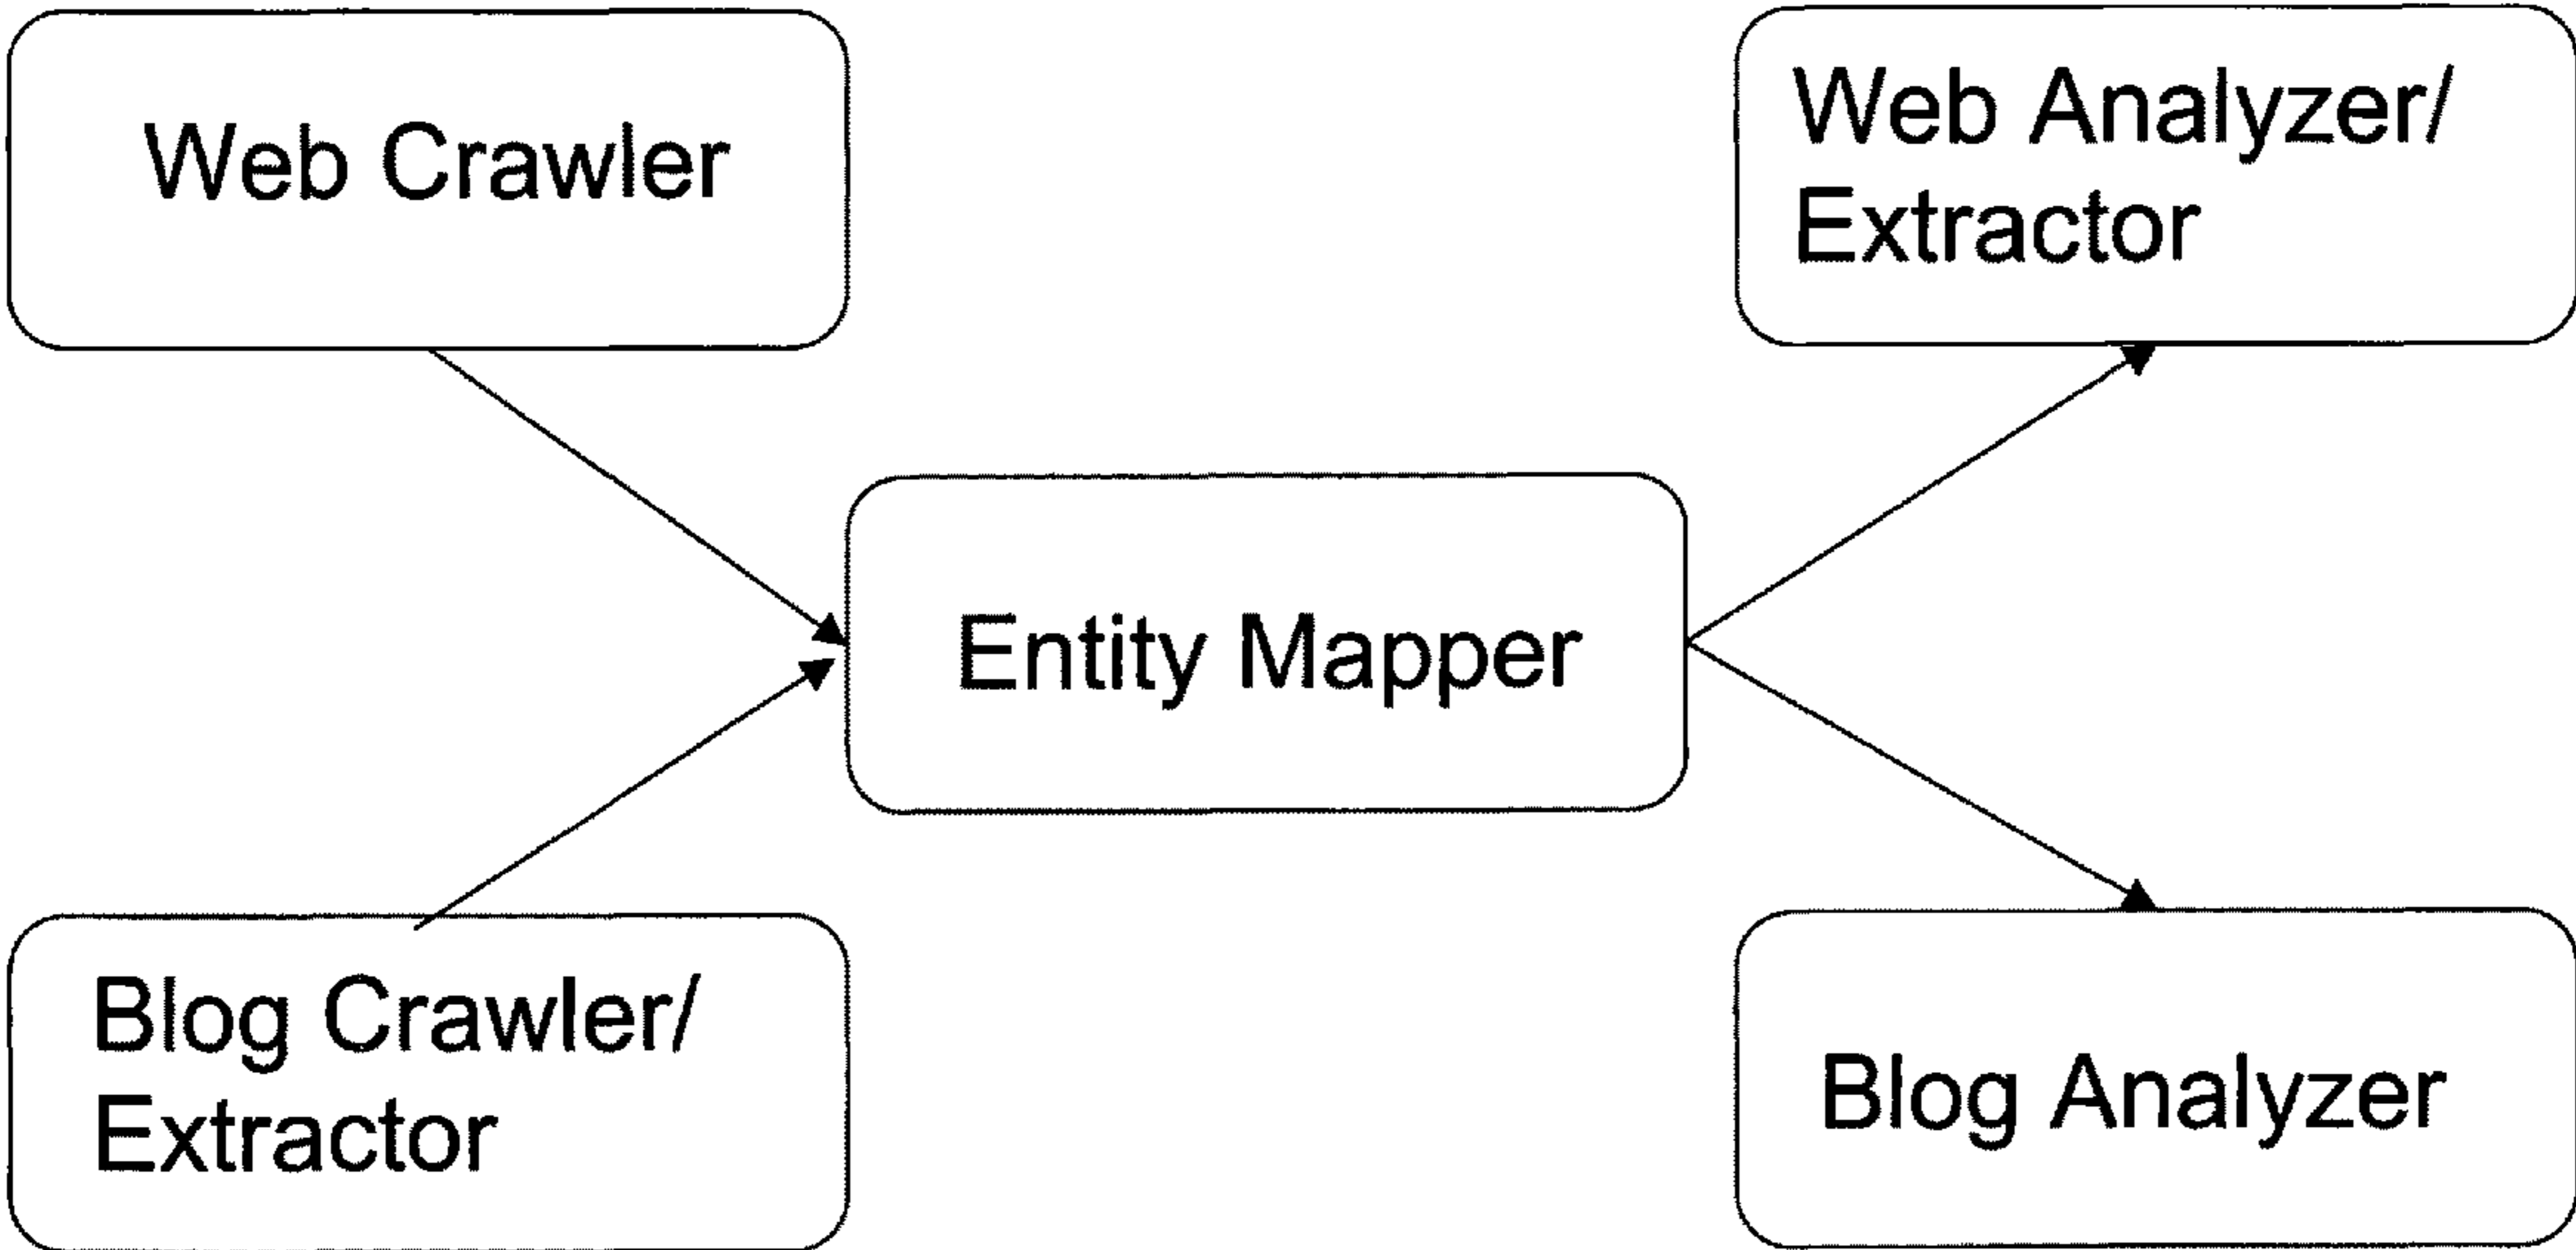 Web Crawler
Web Analyzer/
Extractor
Entity Mapper
Blog Crawler/
Extractor
Blog Analyzer